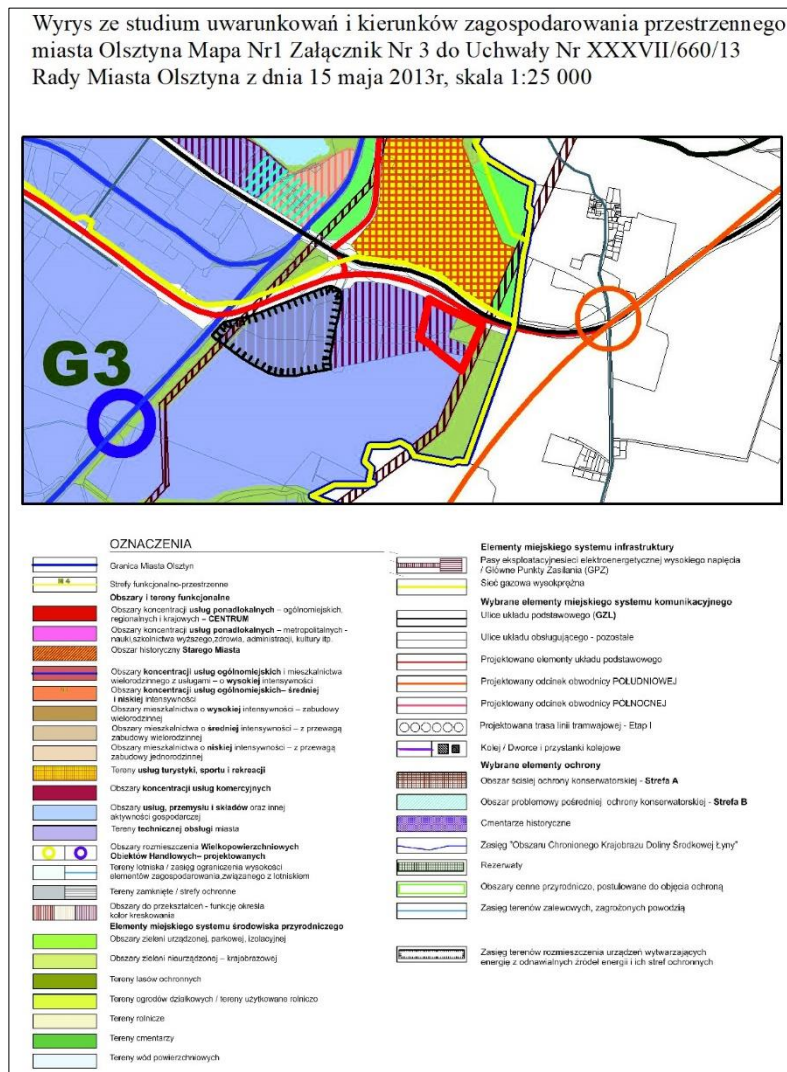 Wyrys ze studium uwarunkowań i kierunków zagospodarowania przestrzennego
miasta Olsztyna Mapa Nr1 Załącznik Nr 3 do Uchwały Nr XXXVII/660/13
Rady Miasta Olsztyna z dnia 15 maja 2013r, skala 1:25 000
G3
OZNACZENIA
Granica Miasta Olsztyn
Strefy funkcjonalno-przestrzenne
Obszary i tereny funkcjonalne
Obszary koncentracji usług ponadlokalnych – ogólnomiejskich,
regionalnych i krajowych – CENTRUM
Obszary koncentracji usług ponadlokalnych – metropolitalnych -
nauki,szkolnictwa wyższego,zdrowia, administracji, kultury itp.
Obszar historyczny Starego Miasta
Obszary koncentracji usług ogólnomiejskich i mieszkalnictwa
wielorodzinnego z usługami – o wysokiej intensywności
Obszary koncentracji usług ogólnomiejskich– średniej
i niskiej intensywności
Obszary mieszkalnictwa o wysokiej intensywności – zabudowy
wielorodzinnej
Obszary mieszkalnictwa o średniej intensywności – z przewagą
zabudowy wielorodzinnej
Obszary mieszkalnictwa o niskiej intensywności – z przewagą
zabudowy jednorodzinnej
Tereny usług turystyki, sportu i rekreacji
Obszary koncentracji usług komercyjnych
Obszary usług, przemysłu i składów oraz innej
aktywności gospodarczej
Tereny technicznej obsługi miasta
Obszary rozmieszczenia Wielkopowierzchniowych
Obiektów Handlowych– projektowanych
Tereny lotniska / zasięg ograniczenia wysokości
elementów zagospodarowania,związanego z lotniskiem
Tereny zamknięte / strefy ochronne
Obszary do przekształceń - funkcję określa
kolor kreskowania
Elementy miejskiego systemu środowiska przyrodniczego
Obszary zieleni urządzonej, parkowej, izolacyjnej
Obszary zieleni nieurządzonej – krajobrazowej
Tereny lasów ochronnych
Tereny ogrodów działkowych / tereny użytkowane rolniczo
Tereny rolnicze
Tereny cmentarzy
Tereny wód powierzchniowych
Elementy miejskiego systemu infrastruktury
Pasy eksploatacyjnesieci elektroenergetycznej wysokiego napięcia
/ Główne Punkty Zasilania (GPZ)
Sieć gazowa wysokoprężna
Wybrane elementy miejskiego systemu komunikacyjnego
Ulice układu podstawowego (GZL)
Ulice układu obsługującego - pozostałe
Projektowane elementy układu podstawowego
Projektowany odcinek obwodnicy POŁUDNIOWEJ
Projektowany odcinek obwodnicy PÓŁNOCNEJ
Projektowana trasa linii tramwajowej - Etap I
Kolej / Dworce i przystanki kolejowe
Wybrane elementy ochrony
Obszar ścisłej ochrony konserwatorskiej - Strefa A
Obszar problemowy pośredniej ochrony konserwatorskiej - Strefa B
Cmentarze historyczne
Zasięg "Obszaru Chronionego Krajobrazu Doliny Środkowej Łyny"
Rezerwaty
Obszary cenne przyrodniczo, postulowane do objęcia ochroną
Zasięg terenów zalewowych, zagrożonych powodzią
Zasięg terenów rozmieszczenia urządzeń wytwarzających
energię z odnawialnych źródeł energii i ich stref ochronnych